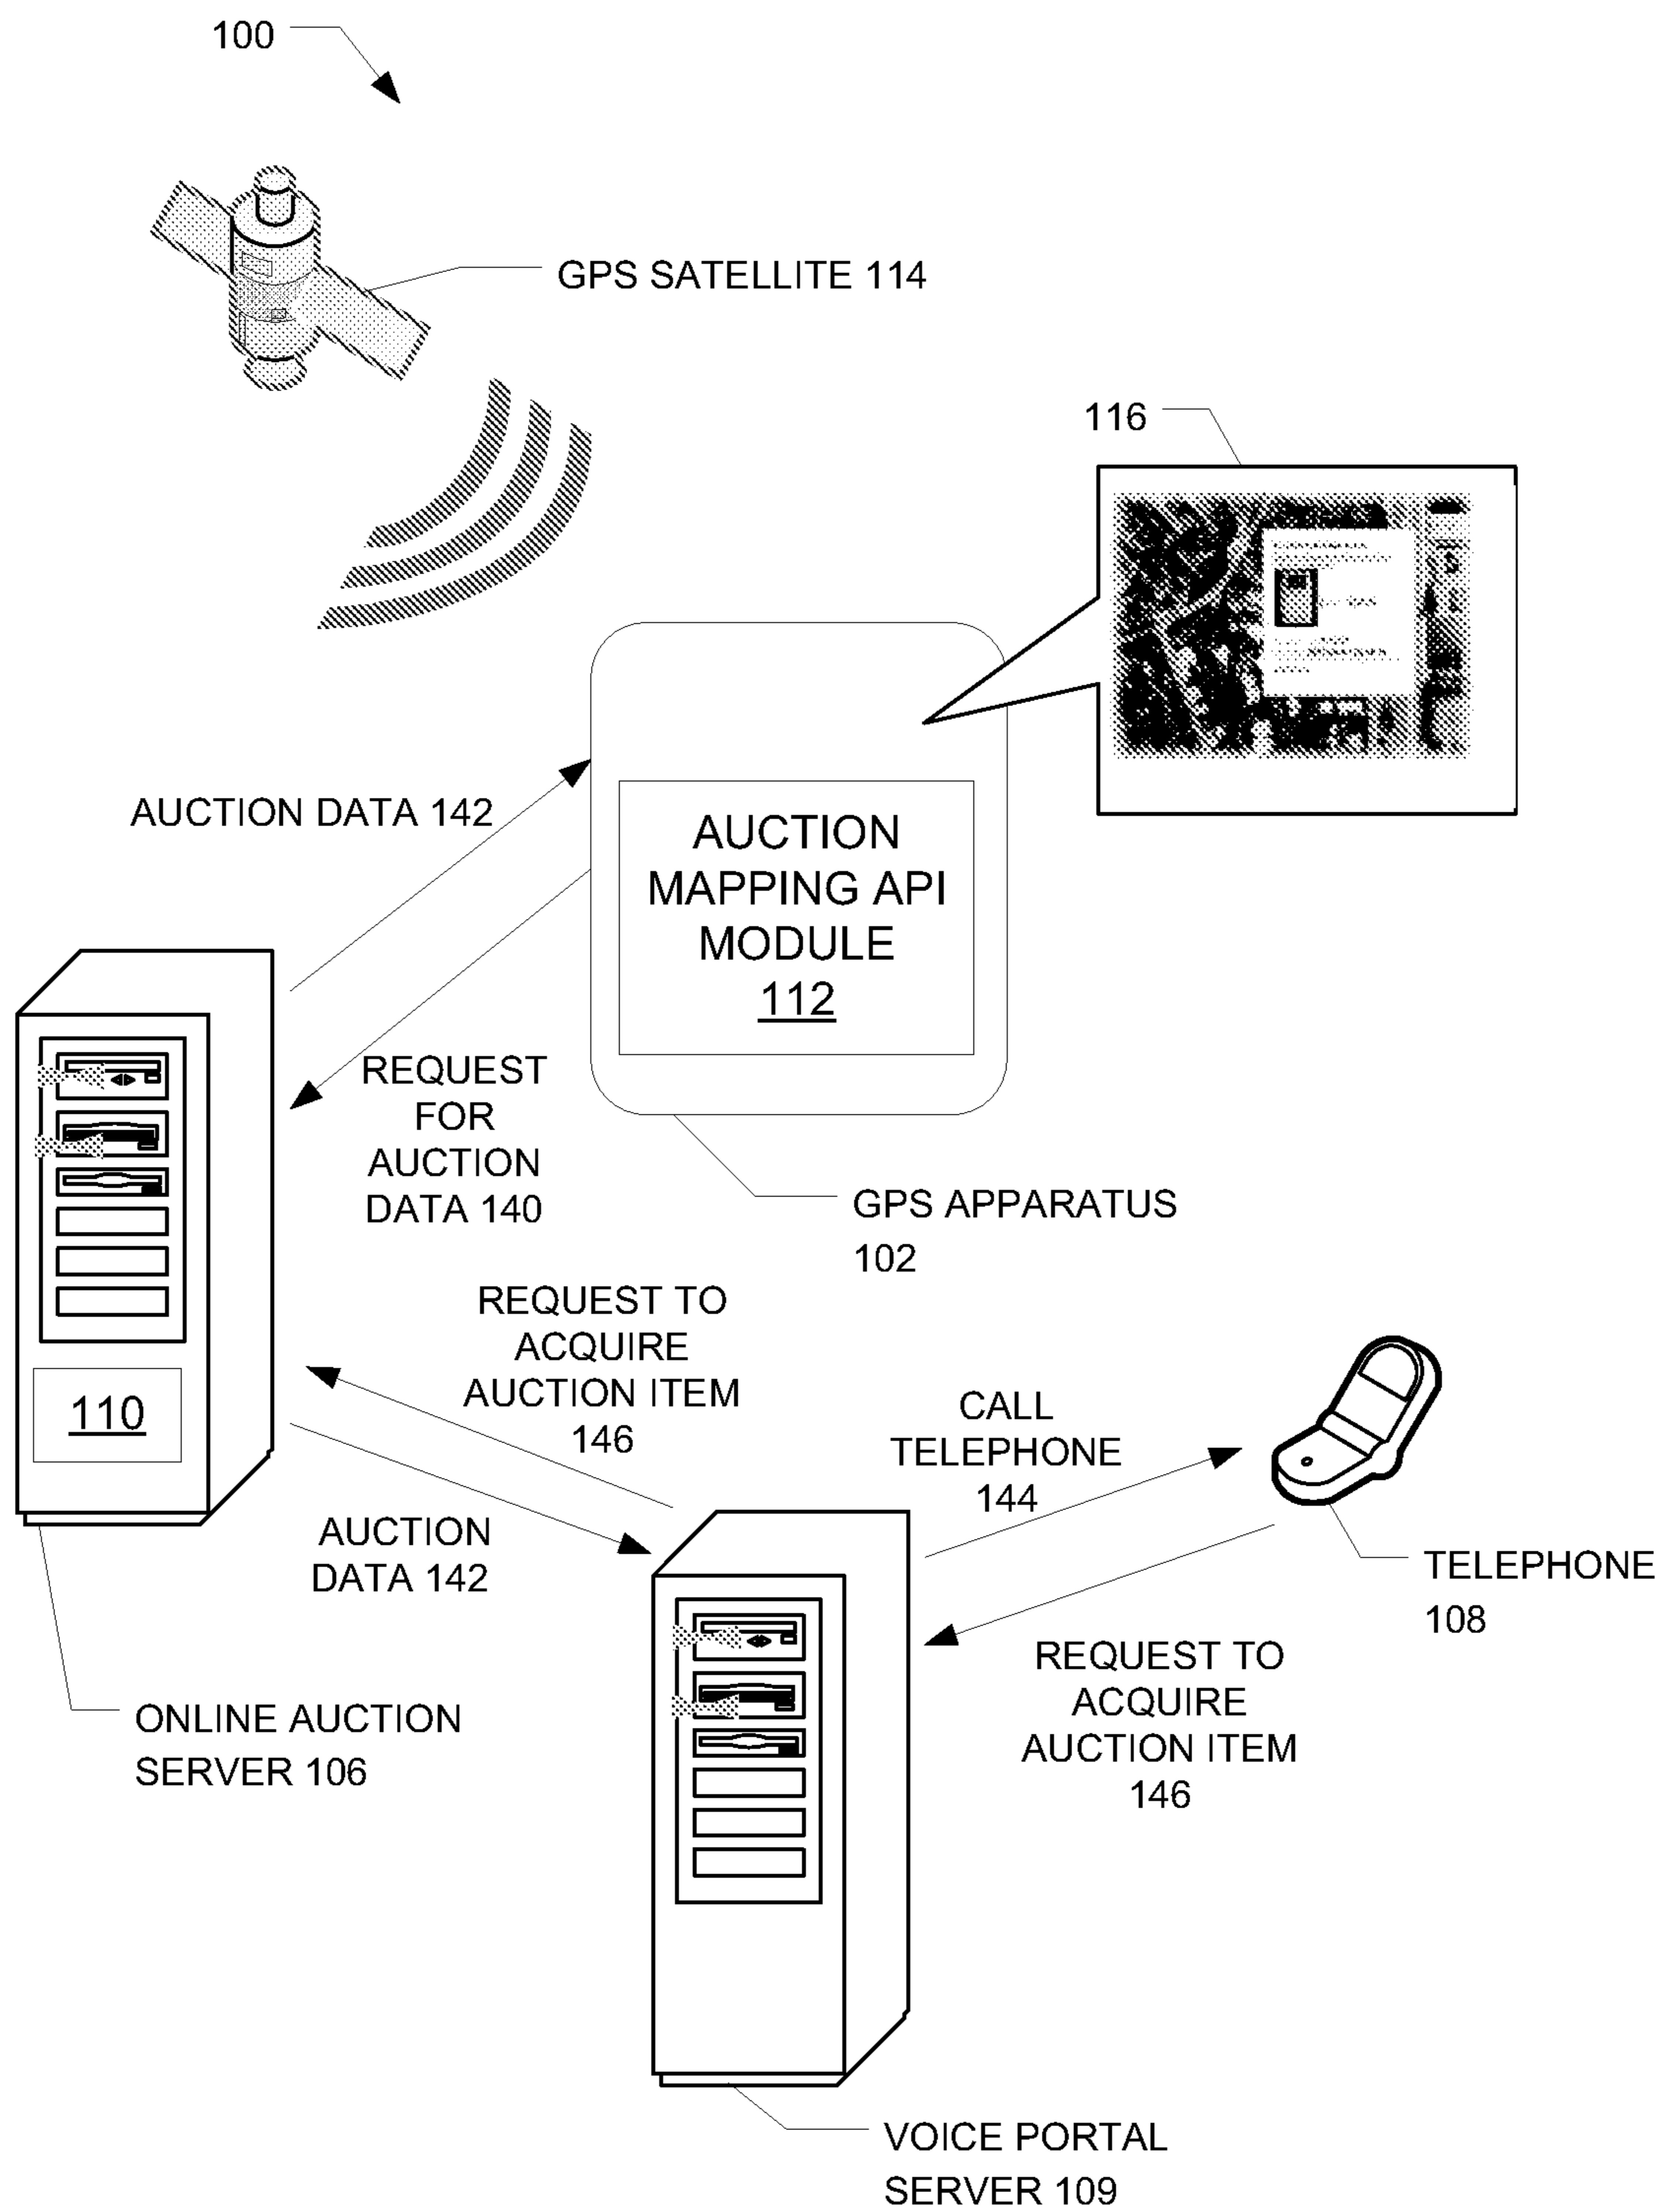 100
GPS SATELLITE 114
116
AUCTION DATA 142
AUCTION
MAPPING API
MODULE
112
REQUEST
FOR
AUCTION
DATA 140
GPS APPARATUS
102
REQUEST TO
ACQUIRE
AUCTION ITEM
146
110
CALL
TELEPHONE
144
AUCTION
DATA 142
TELEPHONE
108
REQUEST TO
ACQUIRE
AUCTION ITEM
146
ONLINE AUCTION
SERVER 106
VOICE PORTAL
SERVER 109